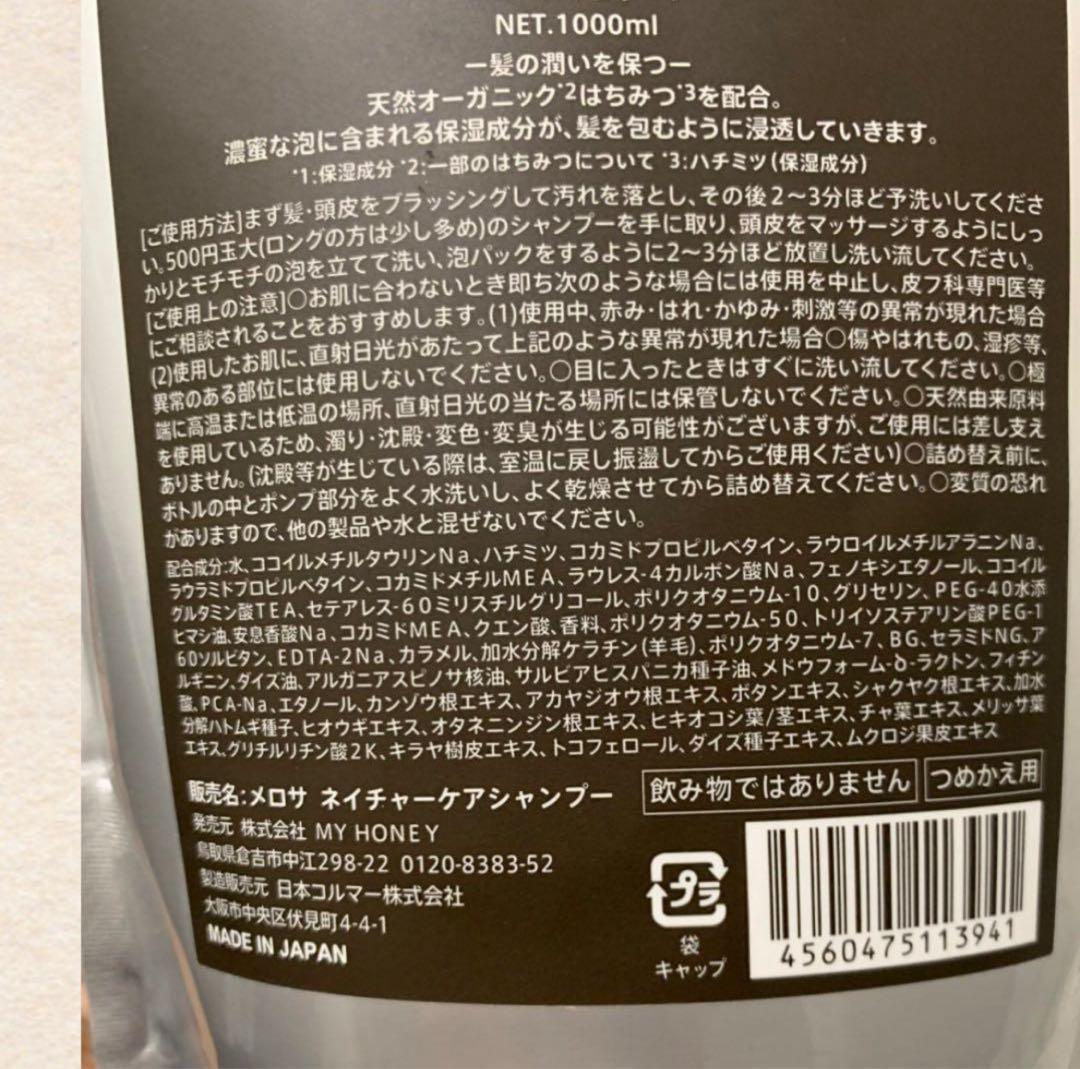 NET.1000ml
ー髪の潤いを保つー
天然オーガニック*2はちみつ*3を配合。
濃蜜な泡に含まれる保湿成分が、髪を包むように浸透していきます。
*1:保湿成分 *2:一部のはちみつについて *3:ハチミツ(保湿成分)
[ご使用方法]まず髪・頭皮をブラッシングして汚れを落とし、その後2〜3分ほど予洗いしてくださ
い。500円玉大(ロングの方は少し多め)のシャンプーを手に取り、頭皮をマッサージするようにしっ
かりとモチモチの泡を立てて洗い、泡パックをするように2〜3分ほど放置し洗い流してください。
[ご使用上の注意]○お肌に合わないとき即ち次のような場合には使用を中止し、皮フ科専門医等
にご相談されることをおすすめします。(1)使用中、赤み・はれ・かゆみ・刺激等の異常が現れた場合
(2)使用したお肌に、直射日光があたって上記のような異常が現れた場合○傷やはれもの、湿疹等、
異常のある部位には使用しないでください。○目に入ったときはすぐに洗い流してください。○極
端に高温または低温の場所、直射日光の当たる場所には保管しないでください。○天然由来原料
を使用しているため、濁り・沈殿・変色・変臭が生じる可能性がございますが、ご使用には差し支え
ありません。(沈殿等が生じている際は、室温に戻し振盪してからご使用ください)○詰め替え前に、
ボトルの中とポンプ部分をよく水洗いし、よく乾燥させてから詰め替えてください。○変質の恐れ
がありますので、他の製品や水と混ぜないでください。
配合成分:水、ココイルメチルタウリンNa、ハチミツ、コカミドプロピルベタイン、ラウロイルメチルアラニンNa、
ラウラミドプロピルベタイン、コカミドメチルMEA、ラウレス-4カルボン酸Na、フェノキシエタノール、ココイル
グルタミン酸TEA、セテアレス-60ミリスチルグリコール、ポリクオタニウム-10、グリセリン、PEG-40水添
ヒマシ油、安息香酸Na、コカミドMEA、クエン酸、香料、ポリクオタニウム-50、トリイソステアリン酸PEG-1
60ソルビタン、EDTA-2Na、カラメル、加水分解ケラチン(羊毛)、ポリクオタニウム-7、BG、セラミドNG、ア
ルギニン、ダイズ油、アルガニアスピノサ核油、サルビアヒスパニカ種子油、メドウフォーム-δ-ラクトン、フィチン
酸、PCA-Na、エタノール、カンゾウ根エキス、アカヤジオウ根エキス、ボタンエキス、シャクヤク根エキス、加水
分解ハトムギ種子、ヒオウギエキス、オタネニンジン根エキス、ヒキオコシ葉/茎エキス、チャ葉エキス、メリッサ葉
エキス、グリチルリチン酸2K、キラヤ樹皮エキス、トコフェロール、ダイズ種子エキス、ムクロジ果皮エキス
販売名:メロサ ネイチャーケアシャンプー
飲み物ではありません
つめかえ用
発売元 株式会社 MY HONEY
鳥取県倉吉市中江298-22 0120-8383-52
製造販売元 日本コルマー株式会社
大阪市中央区伏見町4-4-1
MADE IN JAPAN
プラ
袋
キャップ
4560475113941